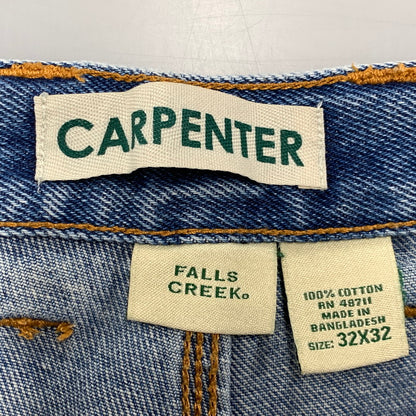 CARPENTER
FALLS
CREEK®
100% COTTON
RN 48711
MADE IN
BANGLADESH
SIZE: 32X32